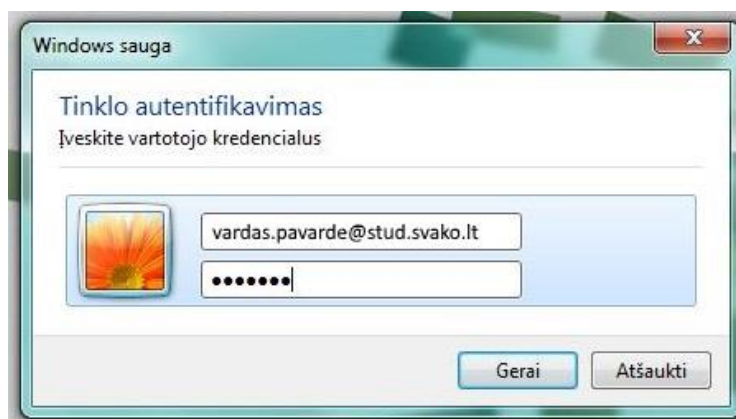 Windows sauga
Tinklo autentifikavimas
Įveskite vartotojo kredencialus
vardas.pavarde@stud.svako.lt
•••••••
Gerai
Atšaukti